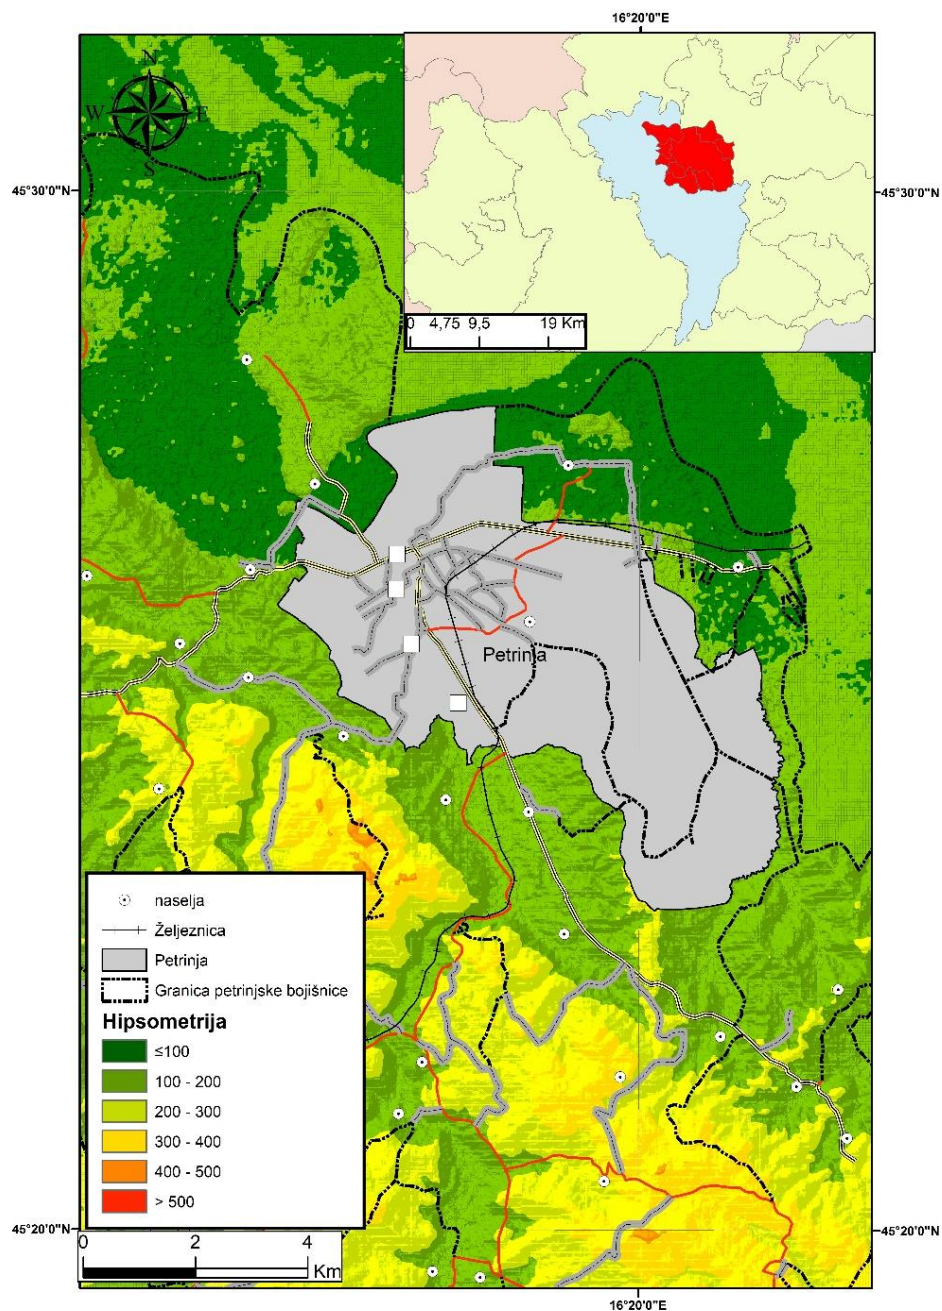 16°20'0"E
N
W E
S
45°30'0"N
45°30'0"N
0 4,75 9,5 19 Km
Petrinja
naselja
Željeznica
Petrinja
Granica petrinjske bojišnice
Hipsometrija
≤100
100 - 200
200 - 300
300 - 400
400 - 500
> 500
45°20'0"N
45°20'0"N
0 2 4
Km
16°20'0"E